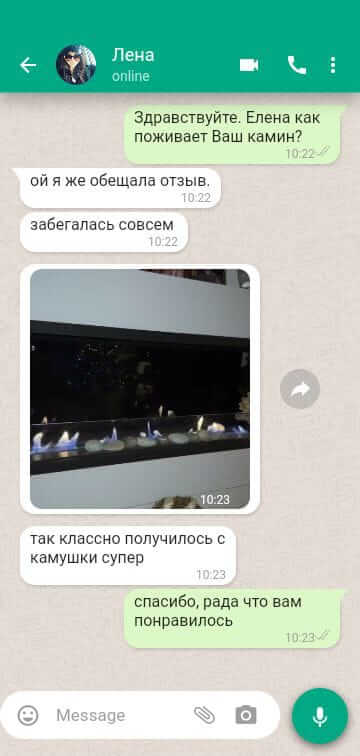 Лена
online
Здравствуйте. Елена как
поживает Ваш камин?
10:22
ой я же обещала отзыв.
10:22
забегалась совсем
10:22
10:23
так классно получилось с
камушки супер
10:23
спасибо, рада что вам
понравилось
10:23
Message